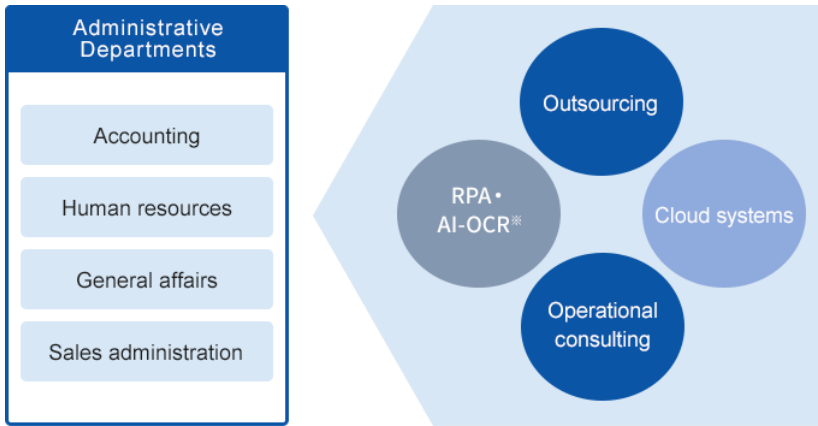 Administrative
Departments
Accounting
Human resources
General affairs
Sales administration
Outsourcing
RPA・
AI-OCR※
Cloud systems
Operational
consulting